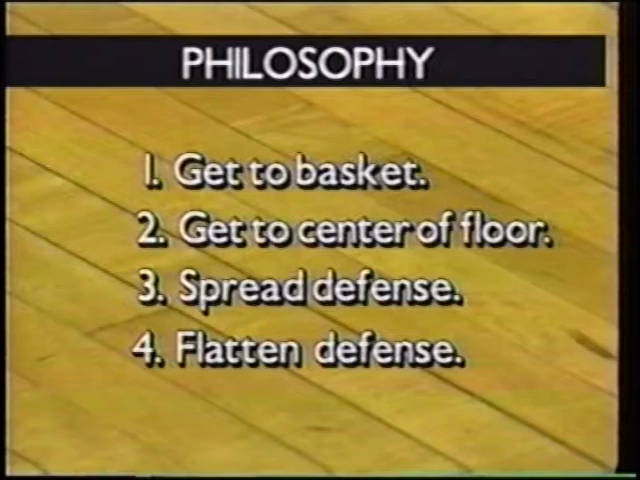 PHILOSOPHY
1. Get to basket.
2. Get to center of floor.
3. Spread defense.
4. Flatten defense.